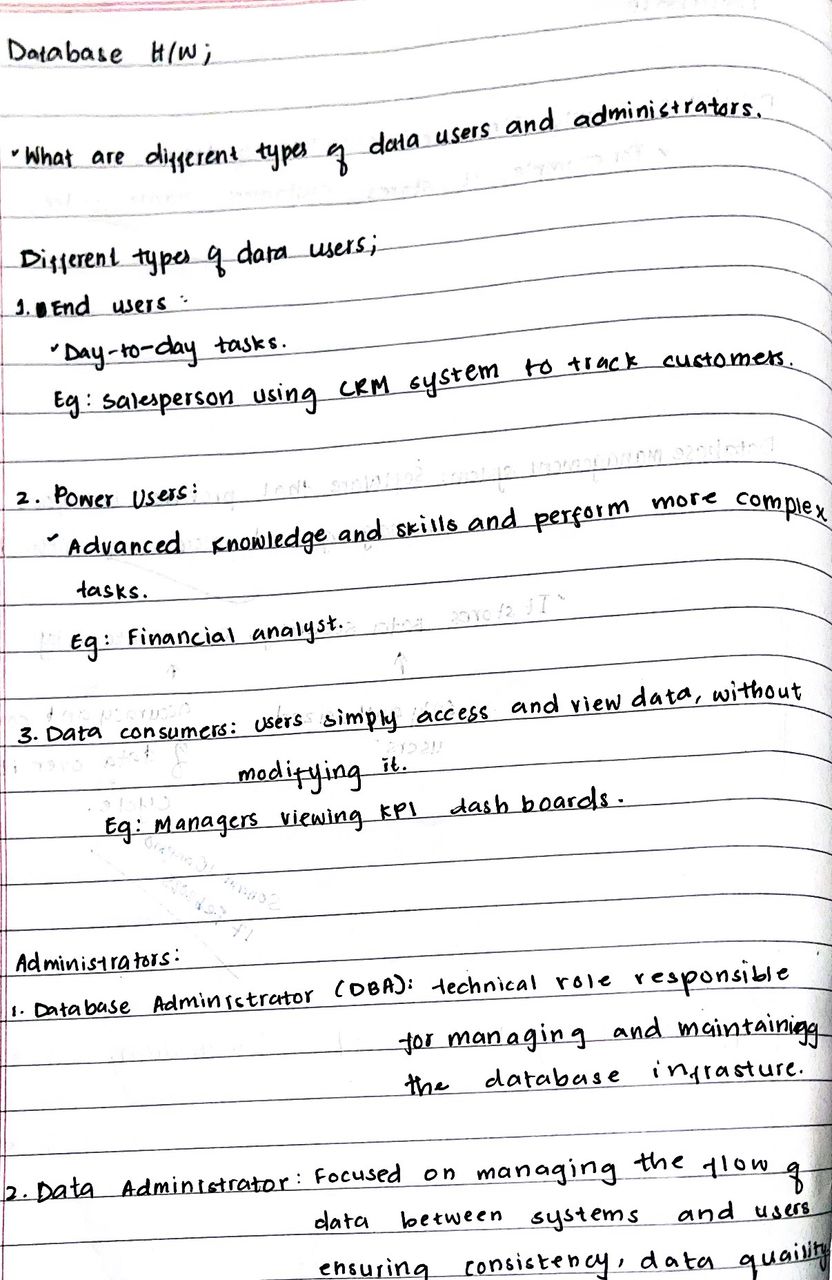 Database H/W;
✓What are different types of data users and administrators.
Different types of data users;
1. End users :
✓Day-to-day tasks.
Eg: salesperson using CRM system to track customers.
2. Power Users:
✓ Advanced knowledge and skills and perform more complex
tasks.
Eg: Financial analyst.
3. Data consumers: users simply access and view data, without
modifying it.
Eg: Managers viewing KPI dash boards.
Administrators:
1. Database Administrator (DBA): technical role responsible
for managing and maintainingg
the database infrasture.
2. Data Administrator: Focused on managing the flow of
data between systems and users
ensuring consistency, data quaility